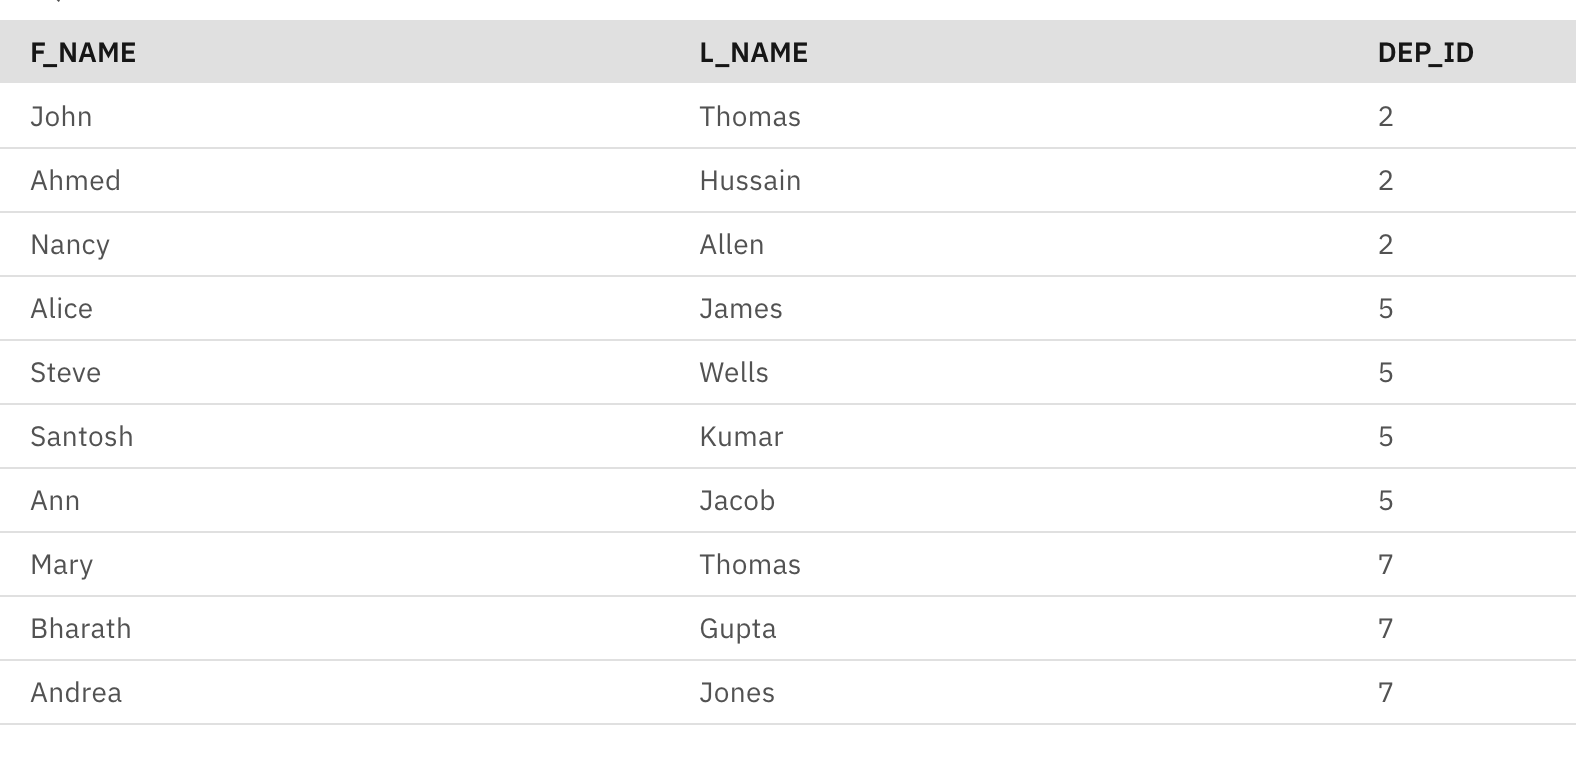 F_NAME L_NAME DEP_ID
John Thomas 2
Ahmed Hussain 2
Nancy Allen 2
Alice James 5
Steve Wells 5
Santosh Kumar 5
Ann Jacob 5
Mary Thomas 7
Bharath Gupta 7
Andrea Jones 7